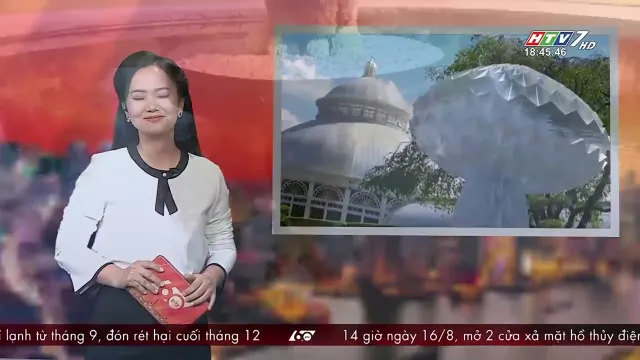 HTV7 HD
18:45:46
lạnh từ tháng 9, đón rét hại cuối tháng 12
60
14 giờ ngày 16/8, mở 2 cửa xả mặt hồ thủy điện